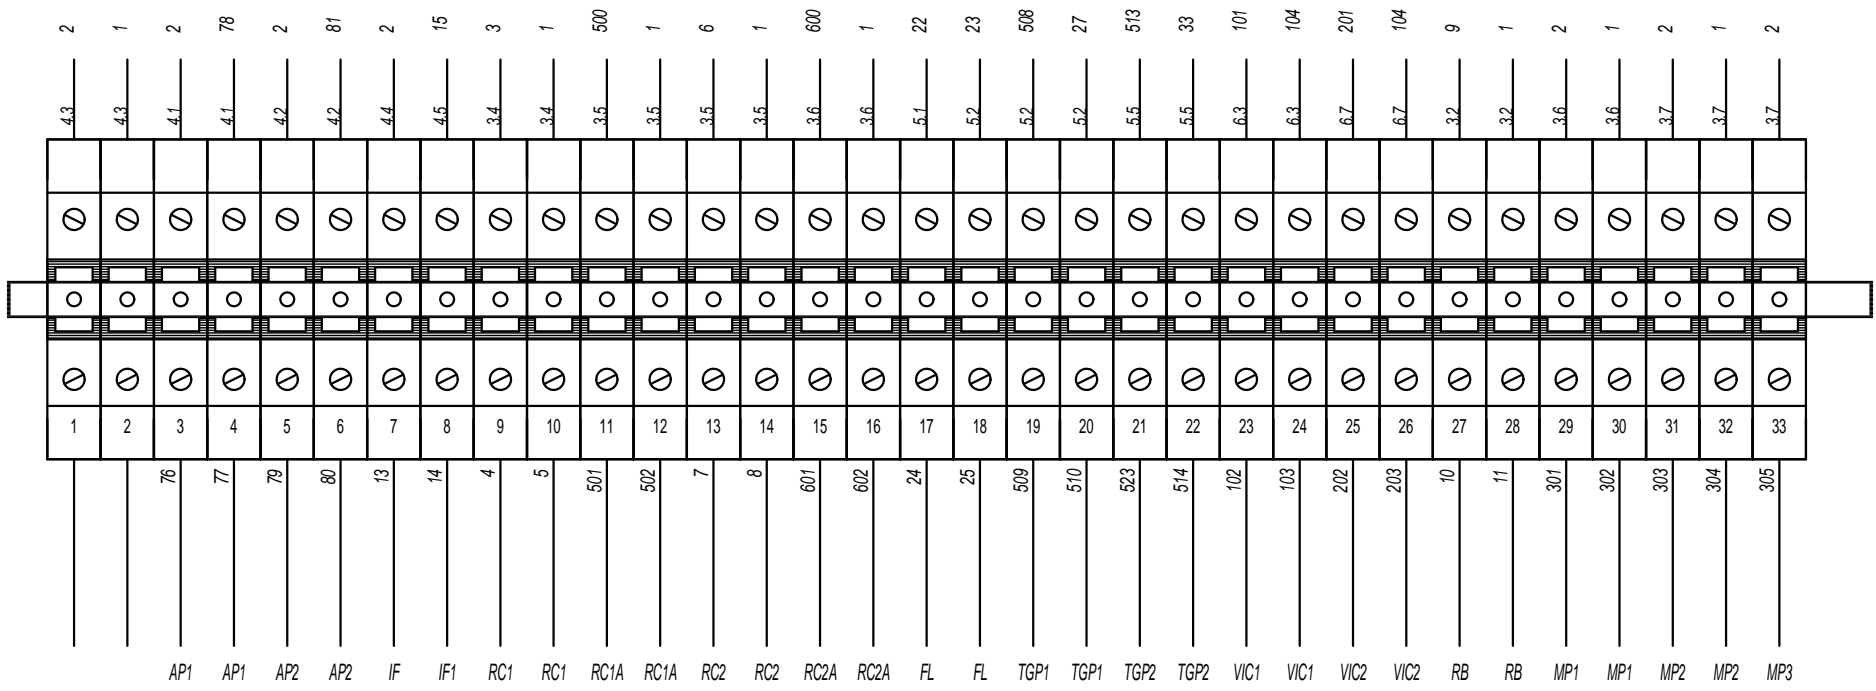 2 1 2 78 2 81 2 15 3 1 500 1 6 1 600 1 22 23 508 27 513 33 101 104 201 104 9 1 2 1 2 1 2
4.3 4.3 4.1 4.1 4.2 4.2 4.4 4.5 3.4 3.4 3.5 3.5 3.5 3.5 3.6 3.6 5.1 5.2 5.2 5.2 5.5 5.5 6.3 6.3 6.7 6.7 3.2 3.2 3.6 3.6 3.7 3.7 3.7
1 2 3 4 5 6 7 8 9 10 11 12 13 14 15 16 17 18 19 20 21 22 23 24 25 26 27 28 29 30 31 32 33
76 77 79 80 13 14 4 5 501 502 7 8 601 602 24 25 509 510 523 514 102 103 202 203 10 11 301 302 303 304 305
AP1 AP1 AP2 AP2 IF IF1 RC1 RC1 RC1A RC1A RC2 RC2 RC2A RC2A FL FL TGP1 TGP1 TGP2 TGP2 VIC1 VIC1 VIC2 VIC2 RB RB MP1 MP1 MP2 MP2 MP3